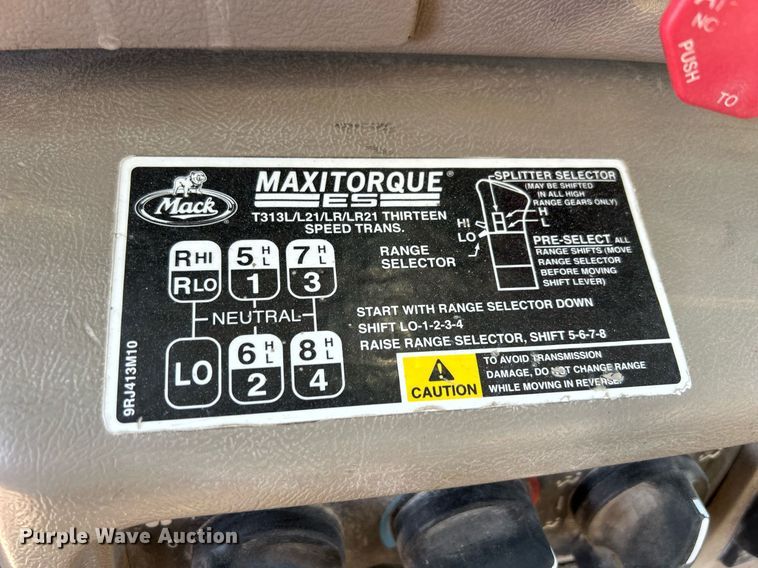 NC
PUSH
TO
Mack
MAXITORQUE®
ES
T313L/L21/LR/LR21 THIRTEEN
SPEED TRANS.
SPLITTER SELECTOR
(MAY BE SHIFTED
IN ALL HIGH
RANGE GEARS ONLY)
H
L
HI
LO
RANGE
SELECTOR
PRE-SELECT ALL
RANGE SHIFTS (MOVE
RANGE SELECTOR
BEFORE MOVING
SHIFT LEVER)
R HI 5 H L 7 H L
R LO 1 3
NEUTRAL
LO 6 H L 8 H L
2 4
START WITH RANGE SELECTOR DOWN
SHIFT LO-1-2-3-4
RAISE RANGE SELECTOR, SHIFT 5-6-7-8
CAUTION
TO AVOID TRANSMISSION
DAMAGE, DO NOT CHANGE RANGE
WHILE MOVING IN REVERSE.
9RJ413M10
Purple Wave Auction